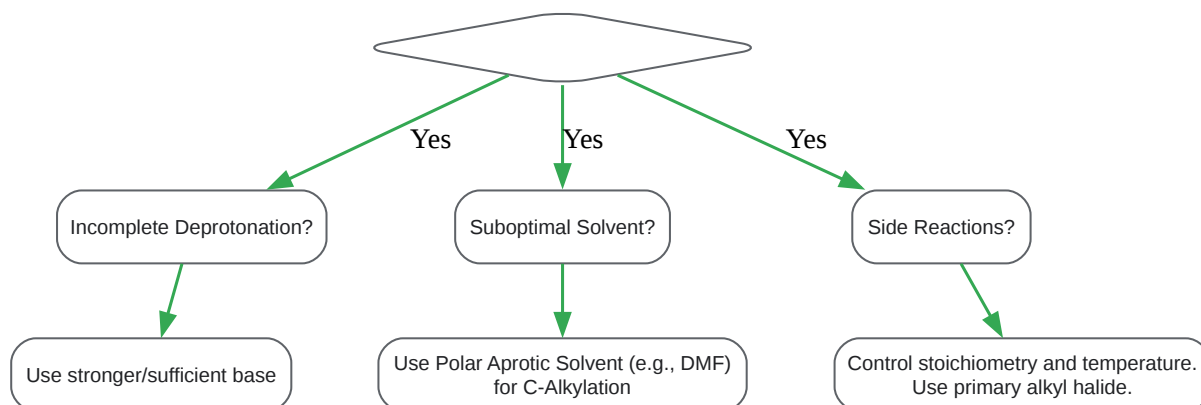 Yes
Yes
Yes
Incomplete Deprotonation?
Suboptimal Solvent?
Side Reactions?
Use stronger/sufficient base
Use Polar Aprotic Solvent (e.g., DMF)
for C-Alkylation
Control stoichiometry and temperature.
Use primary alkyl halide.